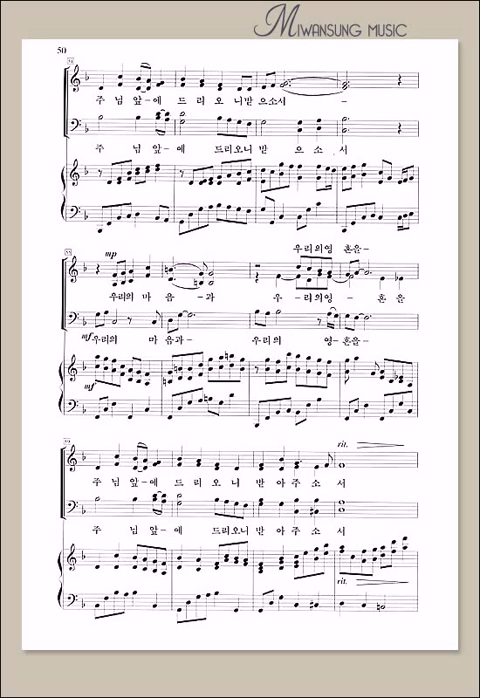 MIWANSUNG MUSIC
50
주 님 앞-에 드 리 오 니받 으소서 -
주 님 앞-에 드리오니 받 으 소 서
mp
우리의 영 혼을-
우리의 마 음-과 우-리의 영 - 혼을
mf 우리의 마 음과- 우리의 영-혼을-
mf
rit.
주 님 앞-에 드 리 오 니 받 아 주 소 서
주 님 앞-에 드리오니 받 아 주 소 서
rit.